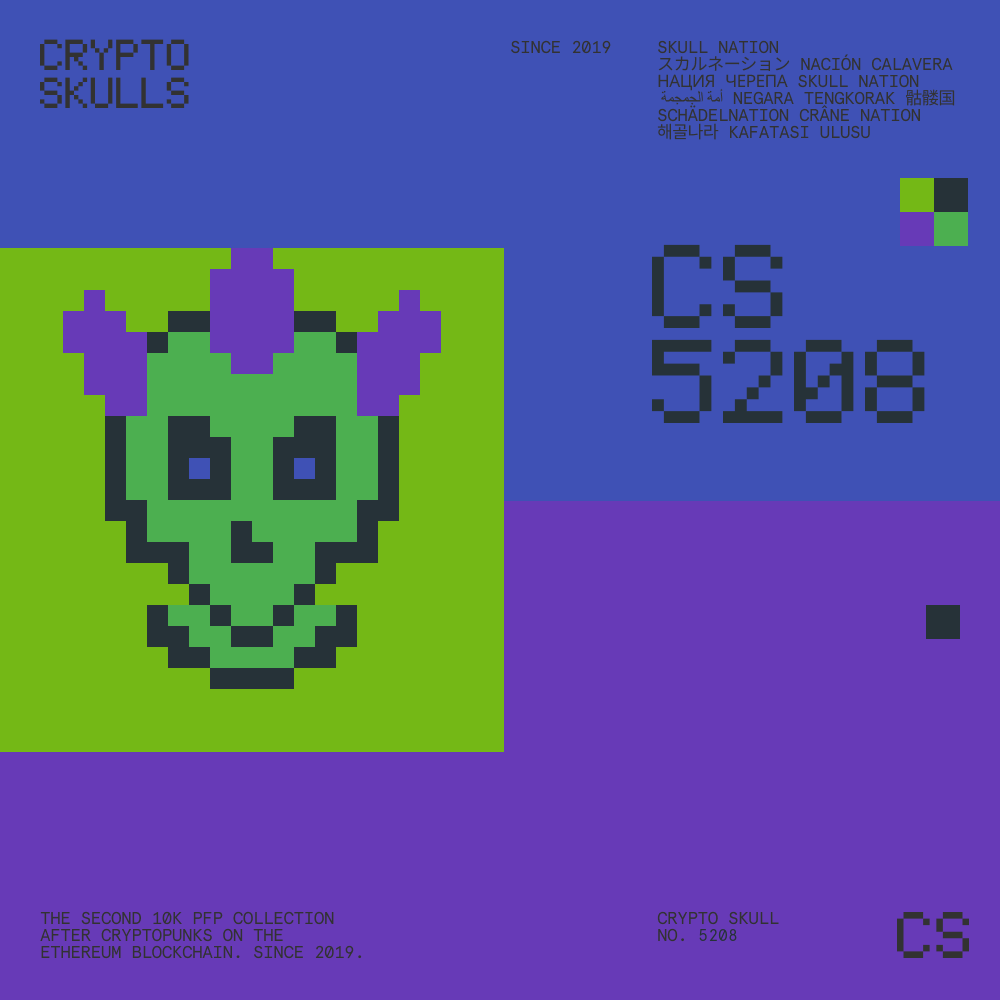 CRYPTO
SKULLS
SINCE 2019
SKULL NATION
スカルネーション NACIÓN CALAVERA
НАЦИЯ ЧЕРЕПА SKULL NATION
أمة الجمجمة NEGARA TENGKORAK 骷髅国
SCHÄDELNATION CRÂNE NATION
해골나라 KAFATASI ULUSU
CS
5208
THE SECOND 10K PFP COLLECTION
AFTER CRYPTOPUNKS ON THE
ETHEREUM BLOCKCHAIN. SINCE 2019.
CRYPTO SKULL
NO. 5208
CS